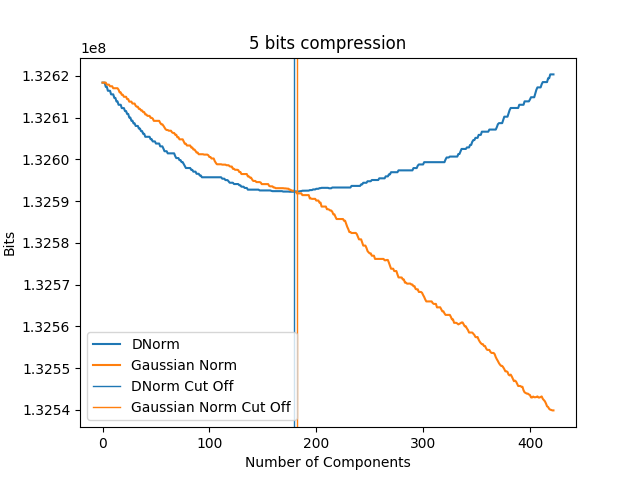 5 bits compression
1e8
1.3262
1.3261
1.3260
1.3259
1.3258
1.3257
1.3256
1.3255
1.3254
Bits
DNorm
Gaussian Norm
DNorm Cut Off
Gaussian Norm Cut Off
0 100 200 300 400
Number of Components